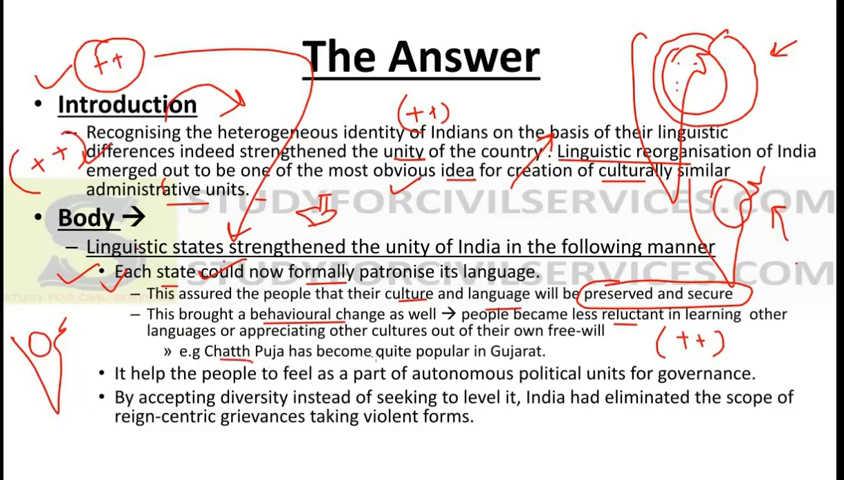 The Answer
f+
• Introduction
(++)
– Recognising the heterogeneous identity of Indians on the basis of their linguistic
differences indeed strengthened the unity of the country . Linguistic reorganisation of India
(++)
emerged out to be one of the most obvious idea for creation of culturally similar
administrative units.
STUDYFORCIVILSERVICES.COM
• Body →
– Linguistic states strengthened the unity of India in the following manner
STUDYFORCIVILSERVICES.COM
• Each state could now formally patronise its language.
– This assured the people that their culture and language will be preserved and secure
STUDY FOR CIVIL SERVICES
– This brought a behavioural change as well → people became less reluctant in learning other
languages or appreciating other cultures out of their own free-will
(++)
» e.g Chatth Puja has become quite popular in Gujarat.
• It help the people to feel as a part of autonomous political units for governance.
• By accepting diversity instead of seeking to level it, India had eliminated the scope of
reign-centric grievances taking violent forms.